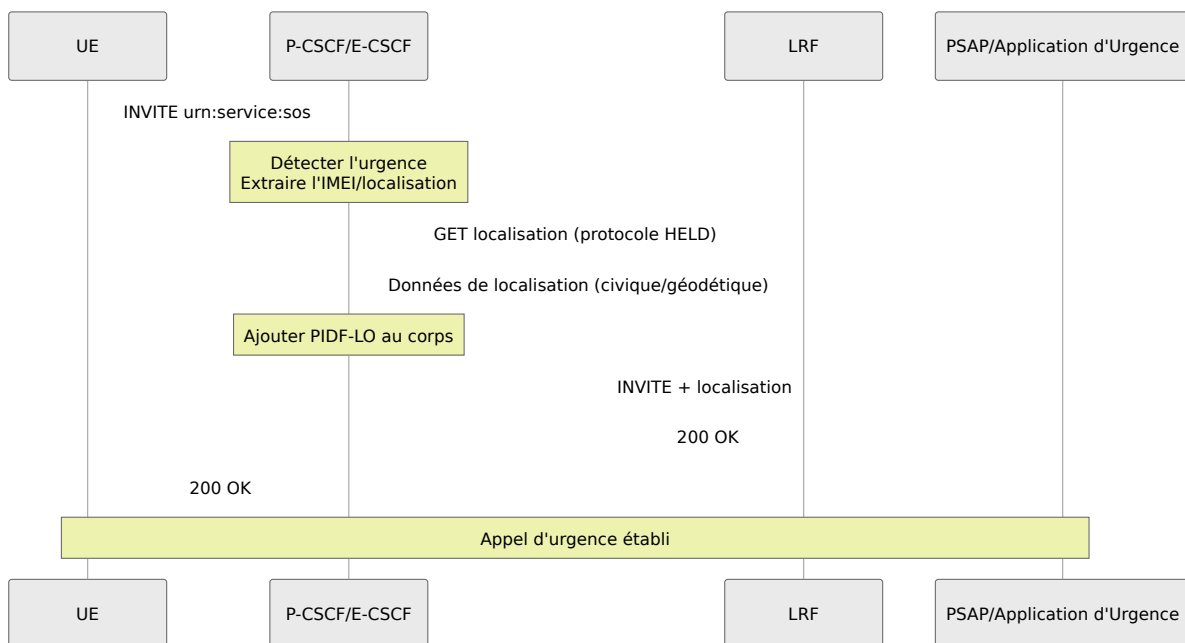 UE
P-CSCF/E-CSCF
LRF
PSAP/Application d'Urgence
INVITE urn:service:sos
Détecter l'urgence
Extraire l'IMEI/localisation
GET localisation (protocole HELD)
Données de localisation (civique/géodétique)
Ajouter PIDF-LO au corps
INVITE + localisation
200 OK
200 OK
Appel d'urgence établi
UE
P-CSCF/E-CSCF
LRF
PSAP/Application d'Urgence